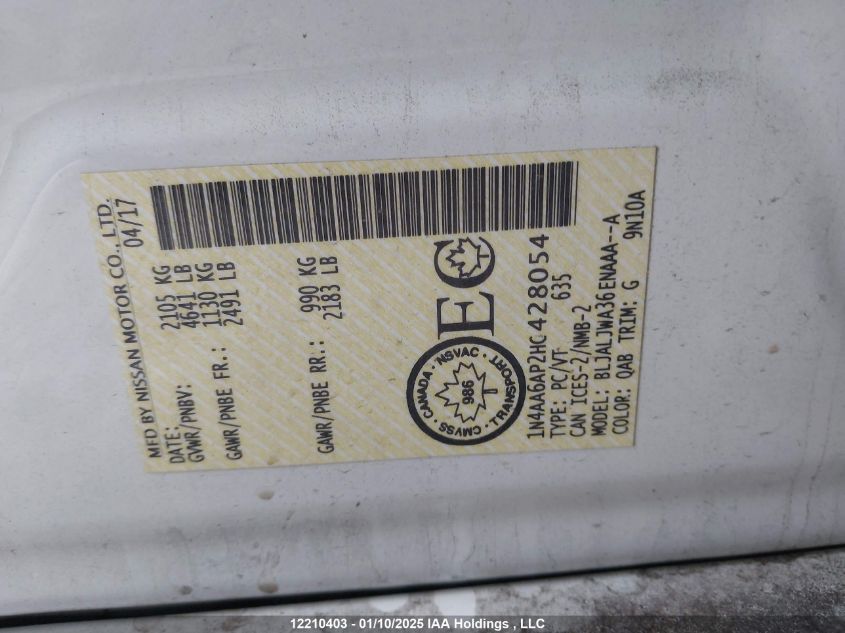 MFD BY NISSAN MOTOR CO., LTD.
DATE: 04/17
GVWR/PNBV: 2105 KG
4641 LB
GAWR/PNBE FR.: 1130 KG
2491 LB
GAWR/PNBE RR.: 990 KG
2183 LB
EC
CANADA · NSVAC · TRANSPORT · CMVSS ·
986
T
1N4AA6AP2HC428054
TYPE: PC/VT 635
CAN ICES-2/NMB-2
MODEL: BLJALJWA36ENAAA--A
COLOR: QAB TRIM: G 9N10A
12210403 - 01/10/2025 IAA Holdings , LLC